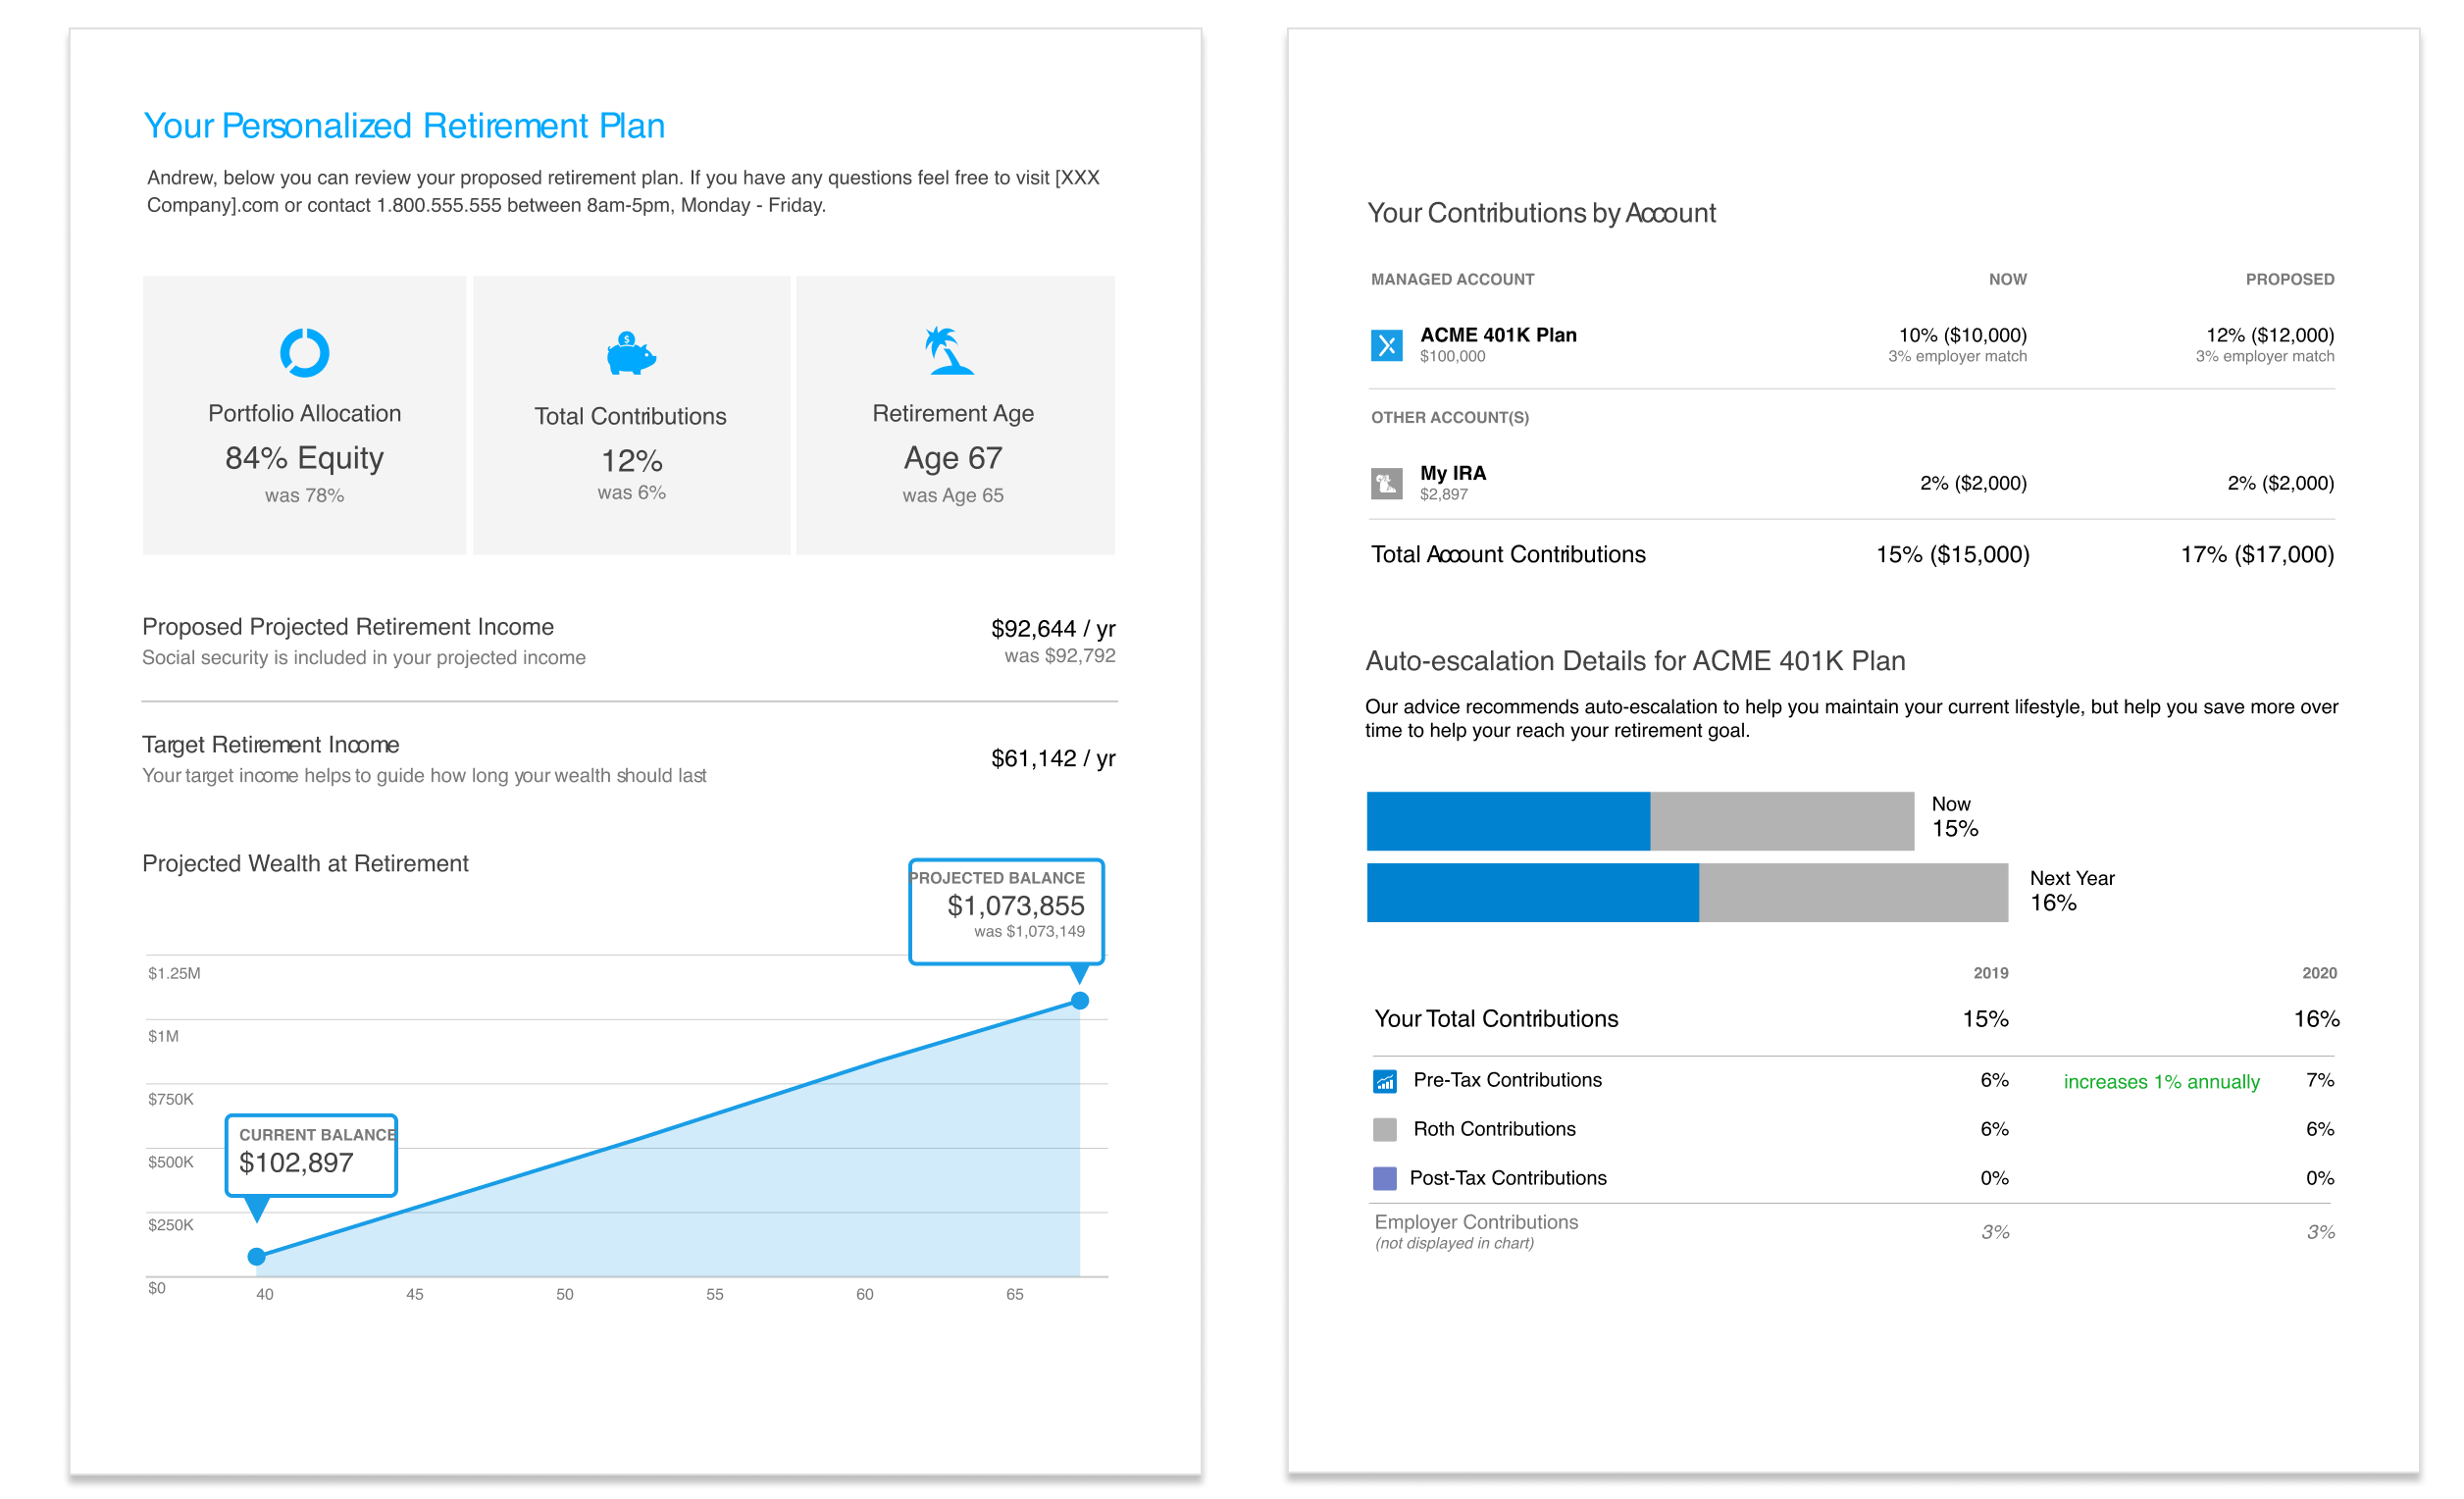 Your Personalized Retirement Plan
Andrew, below you can review your proposed retirement plan. If you have any questions feel free to visit [XXX
Company].com or contact 1.800.555.555 between 8am-5pm, Monday - Friday.
Portfolio Allocation
84% Equity
was 78%
$
Total Contributions
12%
was 6%
Retirement Age
Age 67
was Age 65
Proposed Projected Retirement Income
$92,644 / yr
Social security is included in your projected income
was $92,792
Target Retirement Income
$61,142 / yr
Your target income helps to guide how long your wealth should last
Projected Wealth at Retirement
PROJECTED BALANCE
$1,073,855
was $1,073,149
$1.25M
$1M
$750K
CURRENT BALANCE
$102,897
$500K
$250K
$0
40 45 50 55 60 65
Your Contributions by Account
MANAGED ACCOUNT NOW PROPOSED
ACME 401K Plan 10% ($10,000) 12% ($12,000)
$100,000 3% employer match 3% employer match
OTHER ACCOUNT(S)
My IRA 2% ($2,000) 2% ($2,000)
$2,897
Total Account Contributions 15% ($15,000) 17% ($17,000)
Auto-escalation Details for ACME 401K Plan
Our advice recommends auto-escalation to help you maintain your current lifestyle, but help you save more over
time to help your reach your retirement goal.
Now
15%
Next Year
16%
2019 2020
Your Total Contributions 15% 16%
Pre-Tax Contributions 6% increases 1% annually 7%
Roth Contributions 6% 6%
Post-Tax Contributions 0% 0%
Employer Contributions 3% 3%
(not displayed in chart)